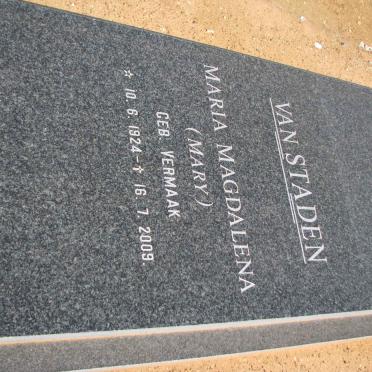 VAN STADEN
MARIA MAGDALENA
(MARY)
GEB. VERMAAK
☆ 10. 6. 1924 – ✞ 16. 7. 2009.